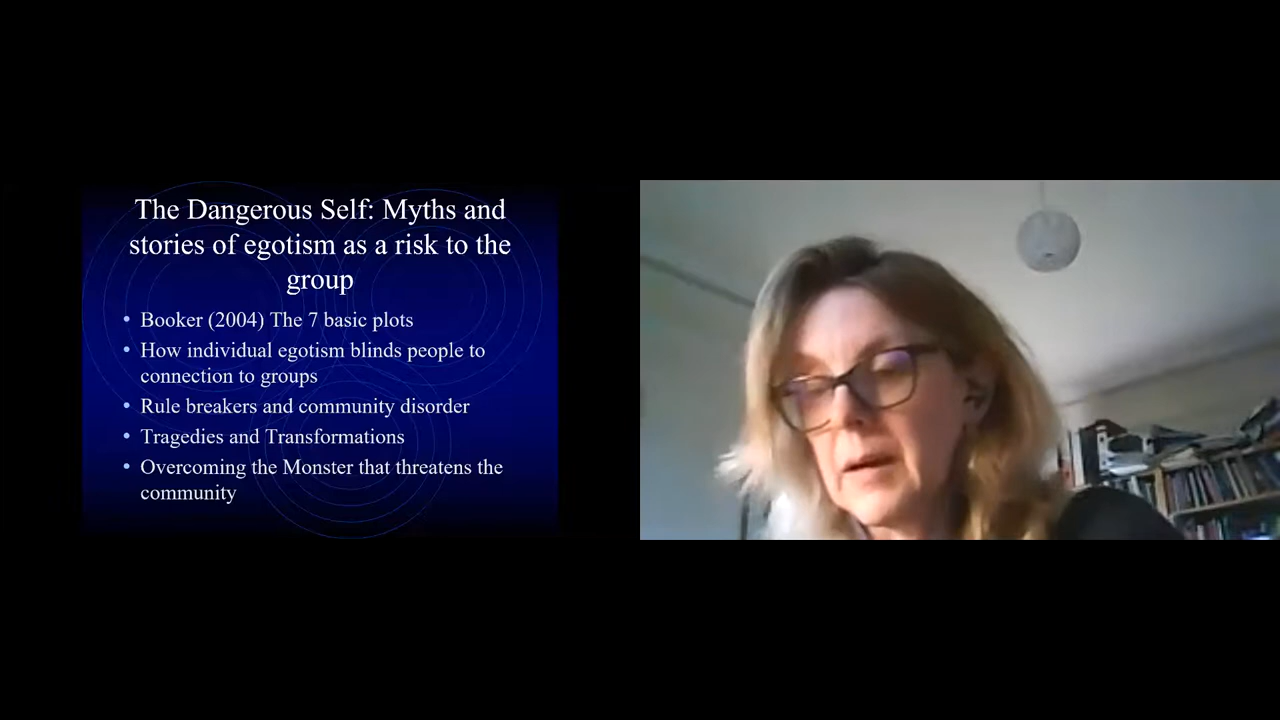 The Dangerous Self: Myths and
stories of egotism as a risk to the
group
• Booker (2004) The 7 basic plots
• How individual egotism blinds people to
connection to groups
• Rule breakers and community disorder
• Tragedies and Transformations
• Overcoming the Monster that threatens the
community